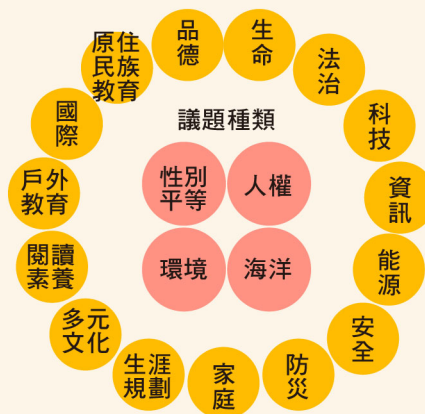 議題種類
性別
平等
人權
環境
海洋
品德
生命
法治
科技
資訊
能源
安全
防災
家庭
生涯
規劃
多元
文化
閱讀
素養
戶外
教育
國際
原住
民族
教育